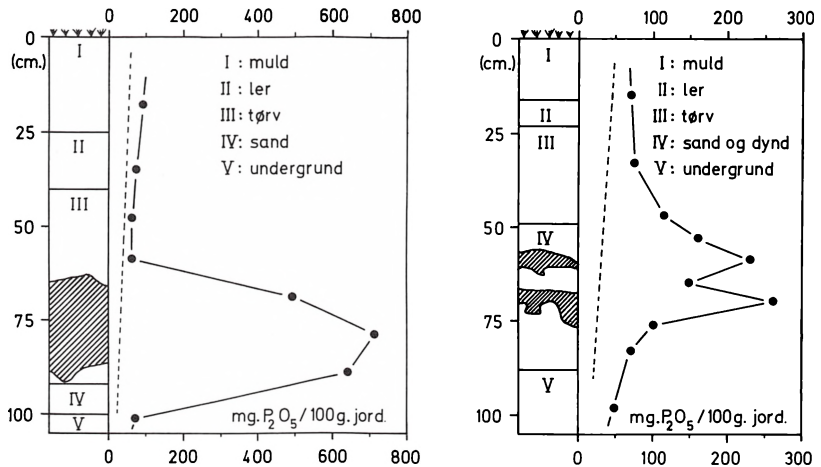 0 200 400 600 800
0
(cm.)
25
50
75
100
I
II
III
IV
V
I : muld
II : ler
III : tørv
IV : sand
V : undergrund
mg. P2O5 / 100 g. jord.
0 200 400 600 800
0 100 200 300
0
(cm.)
25
50
75
100
I
II
III
IV
V
I : muld
II : ler
III : tørv
IV : sand og dynd
V : undergrund
mg. P2O5 / 100 g. jord.
0 100 200 300